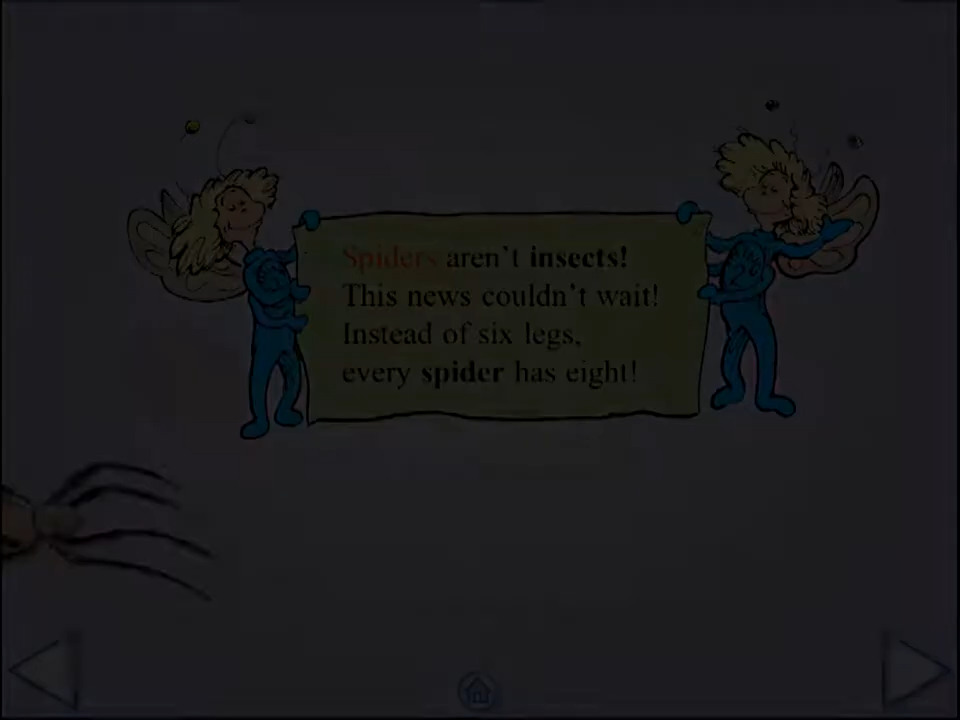 Spiders aren't insects!
This news couldn't wait!
Instead of six legs,
every spider has eight!